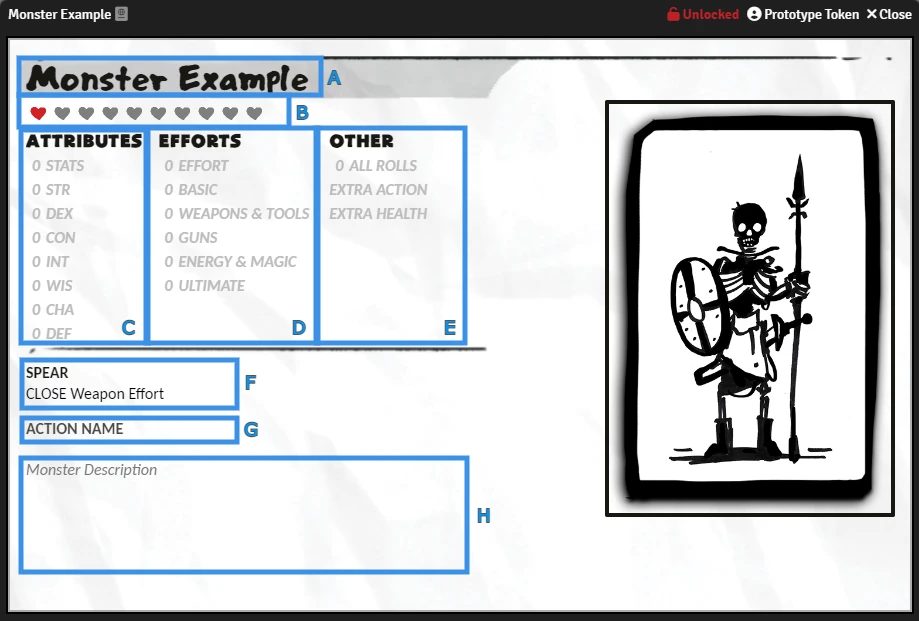 Monster Example
Unlocked Prototype Token Close
Monster Example A
B
ATTRIBUTES
0 STATS
0 STR
0 DEX
0 CON
0 INT
0 WIS
0 CHA
0 DEF
C
EFFORTS
0 EFFORT
0 BASIC
0 WEAPONS & TOOLS
0 GUNS
0 ENERGY & MAGIC
0 ULTIMATE
D
OTHER
0 ALL ROLLS
EXTRA ACTION
EXTRA HEALTH
E
SPEAR
CLOSE Weapon Effort
F
ACTION NAME G
Monster Description
H